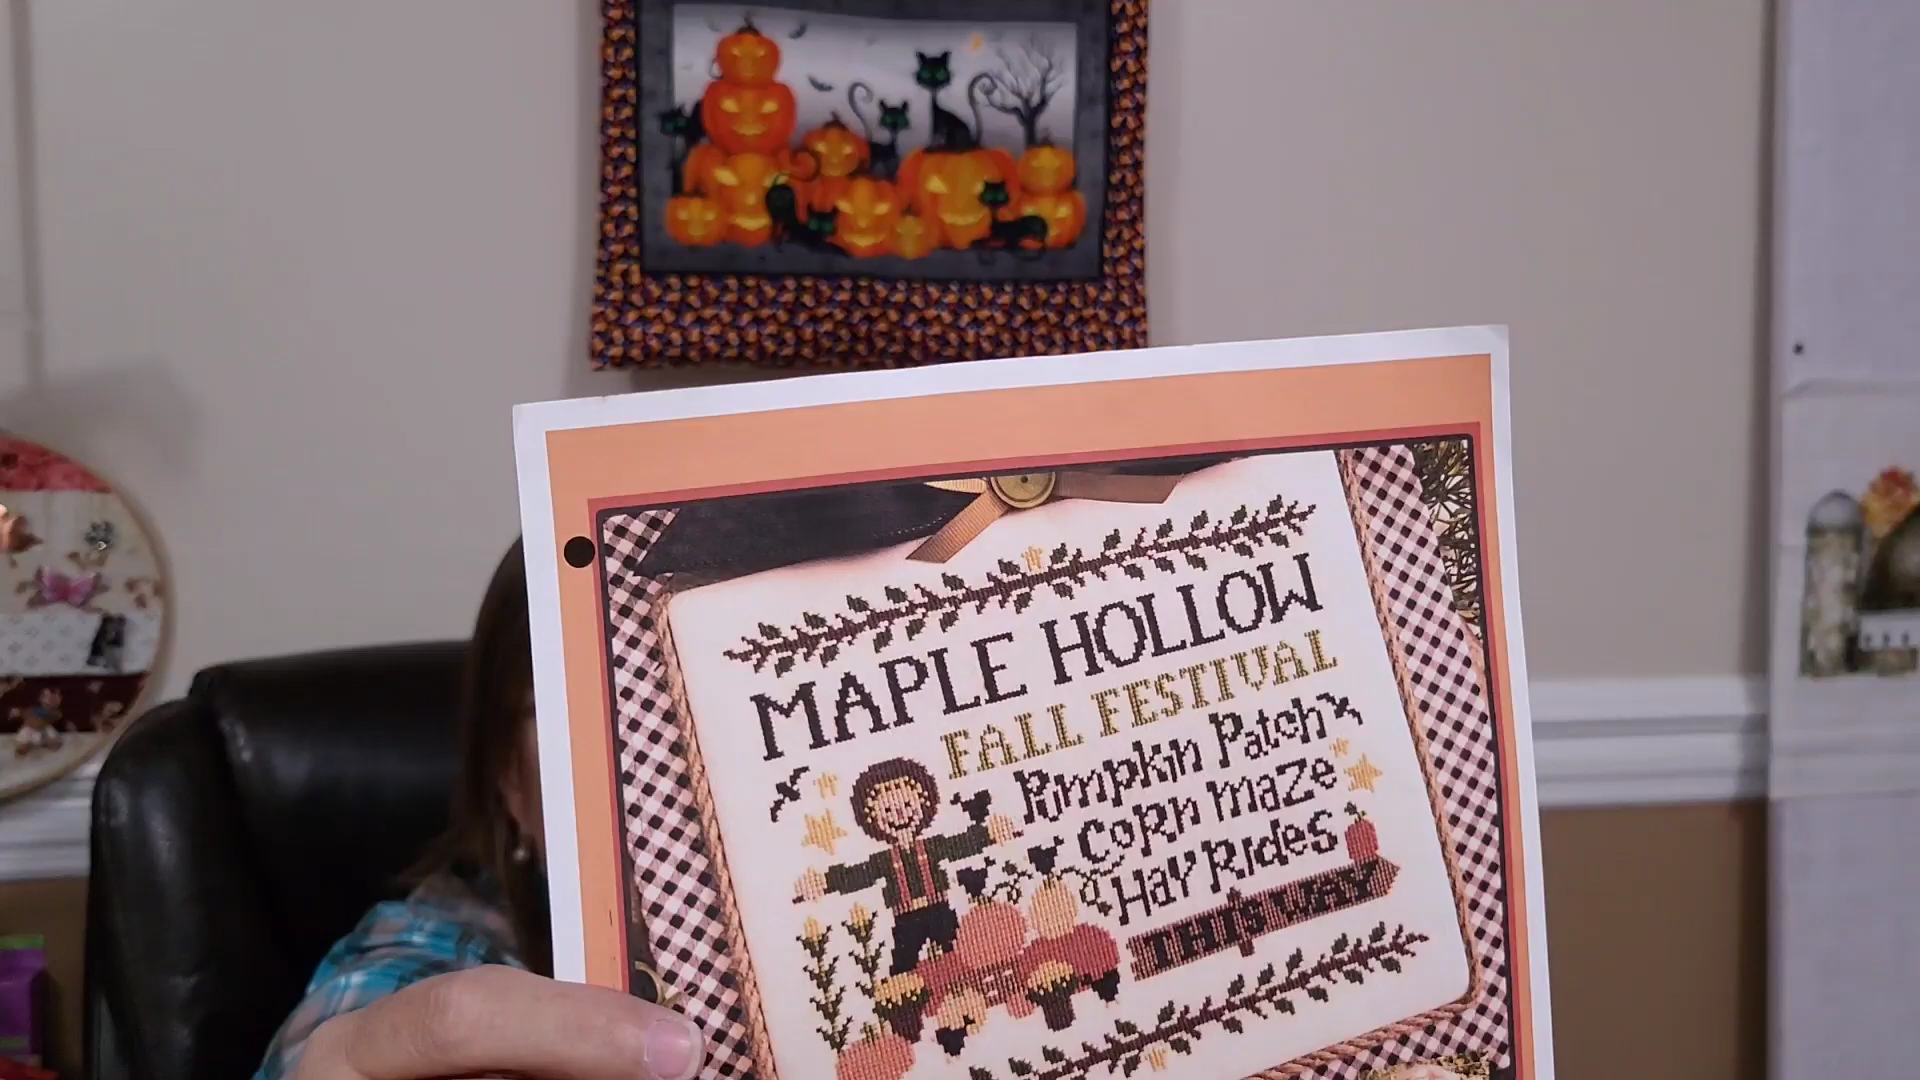 MAPLE HOLLOW
FALL FESTIVAL
Pumpkin Patch
Corn maze
Hay Rides
THIS WAY